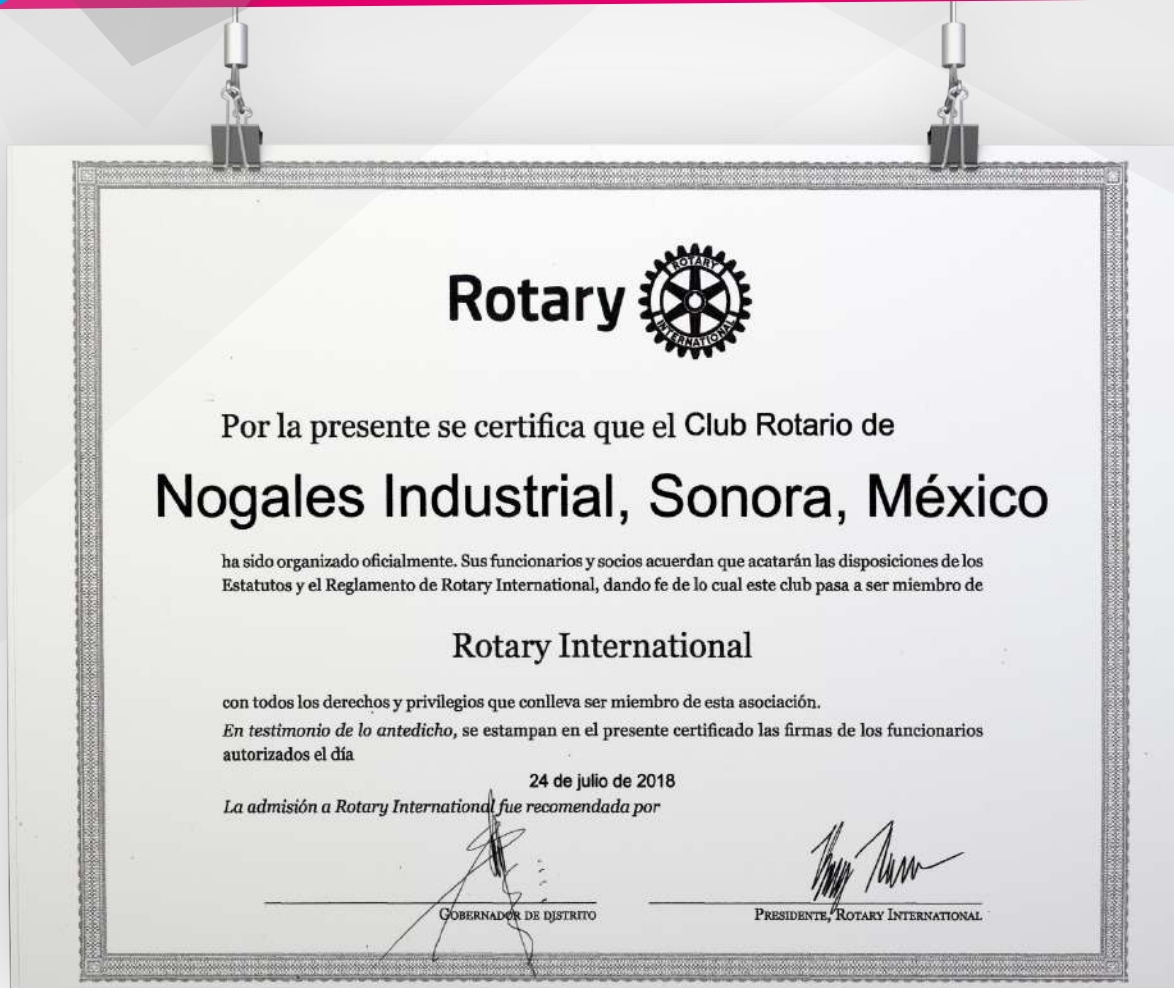 Rotary
ROTARY
INTERNATIONAL
Por la presente se certifica que el Club Rotario de
Nogales Industrial, Sonora, México
ha sido organizado oficialmente. Sus funcionarios y socios acuerdan que acatarán las disposiciones de los
Estatutos y el Reglamento de Rotary International, dando fe de lo cual este club pasa a ser miembro de
Rotary International
con todos los derechos y privilegios que conlleva ser miembro de esta asociación.
En testimonio de lo antedicho, se estampan en el presente certificado las firmas de los funcionarios
autorizados el día
24 de julio de 2018
La admisión a Rotary International fue recomendada por
GOBERNADOR DE DISTRITO
PRESIDENTE, ROTARY INTERNATIONAL